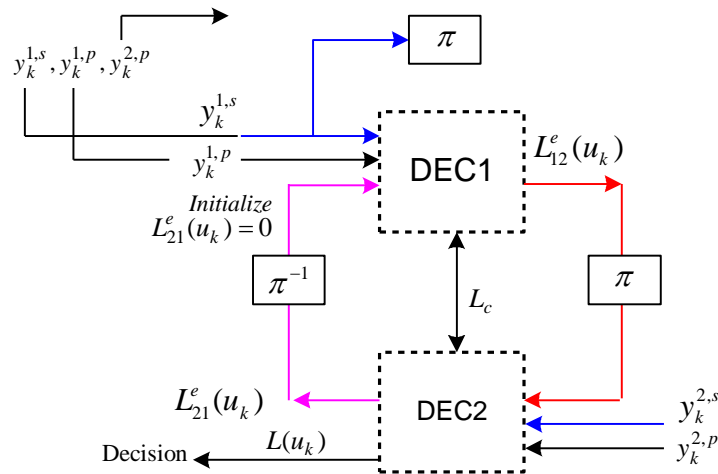 y_k^{1,s}, y_k^{1,p}, y_k^{2,p}
π
y_k^{1,s}
y_k^{1,p}
DEC1
L_{12}^e(u_k)
Initialize
L_{21}^e(u_k) = 0
π^{-1}
L_c
π
L_{21}^e(u_k)
DEC2
y_k^{2,s}
y_k^{2,p}
Decision
L(u_k)